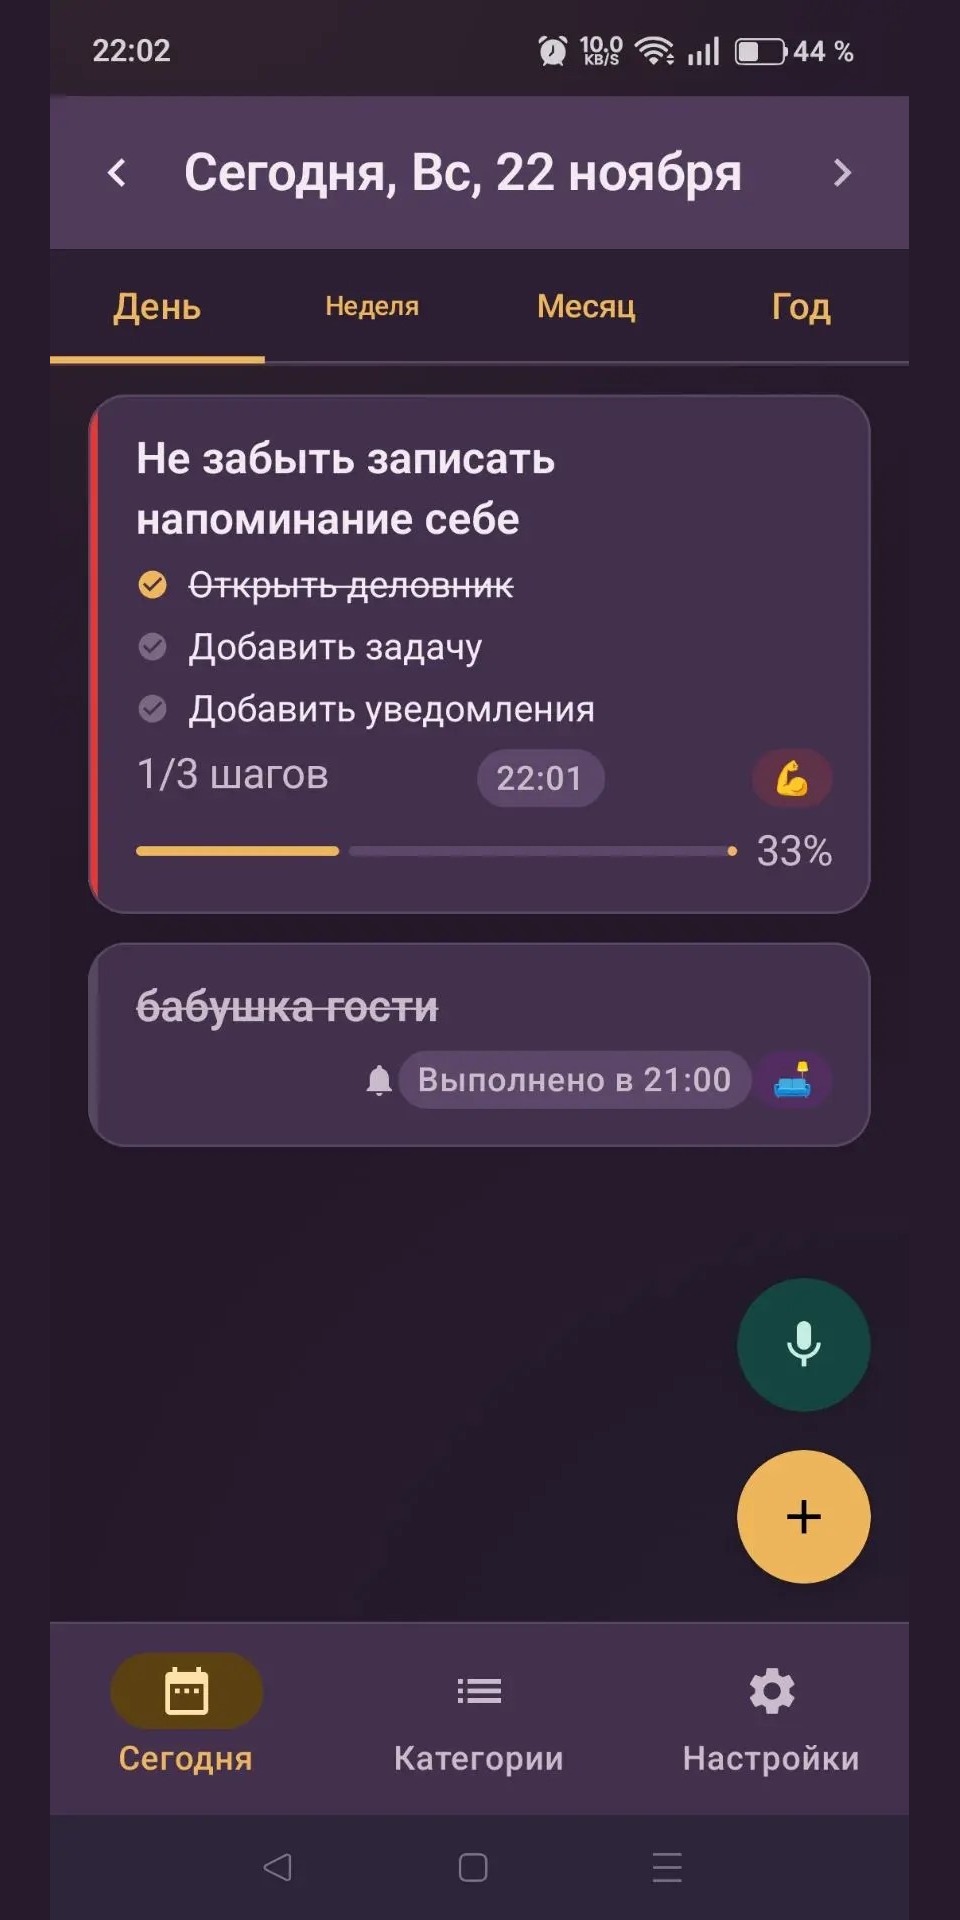 22:02
10.0
KB/S
44 %
Сегодня, Вс, 22 ноября
День
Неделя
Месяц
Год
Не забыть записать
напоминание себе
Открыть деловник
Добавить задачу
Добавить уведомления
1/3 шагов
22:01
33%
бабушка гости
Выполнено в 21:00
Сегодня
Категории
Настройки